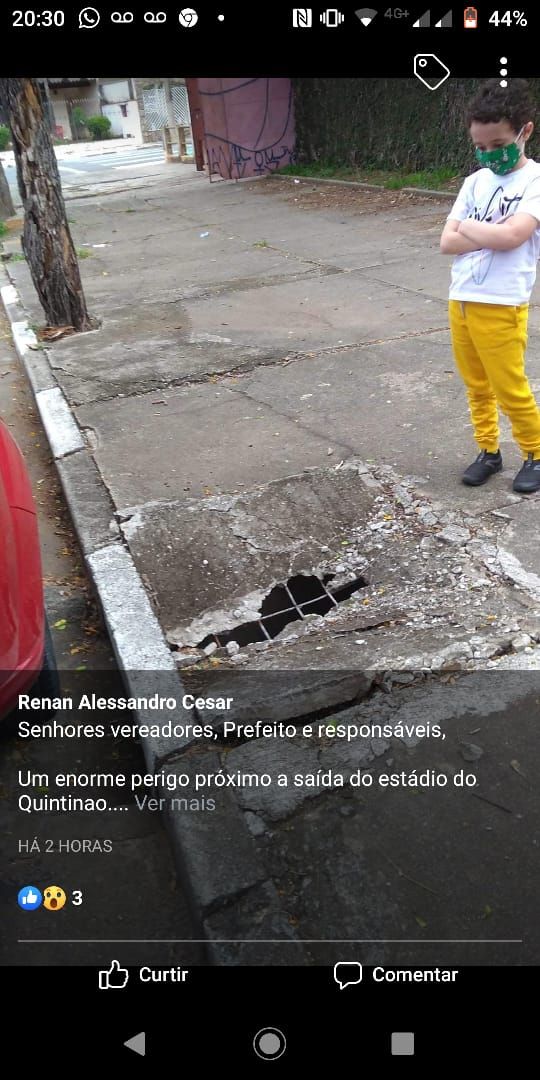 20:30
4G+
44%
Renan Alessandro Cesar
Senhores vereadores, Prefeito e responsáveis,
Um enorme perigo próximo a saída do estádio do
Quintinao.... Ver mais
HÁ 2 HORAS
3
Curtir
Comentar